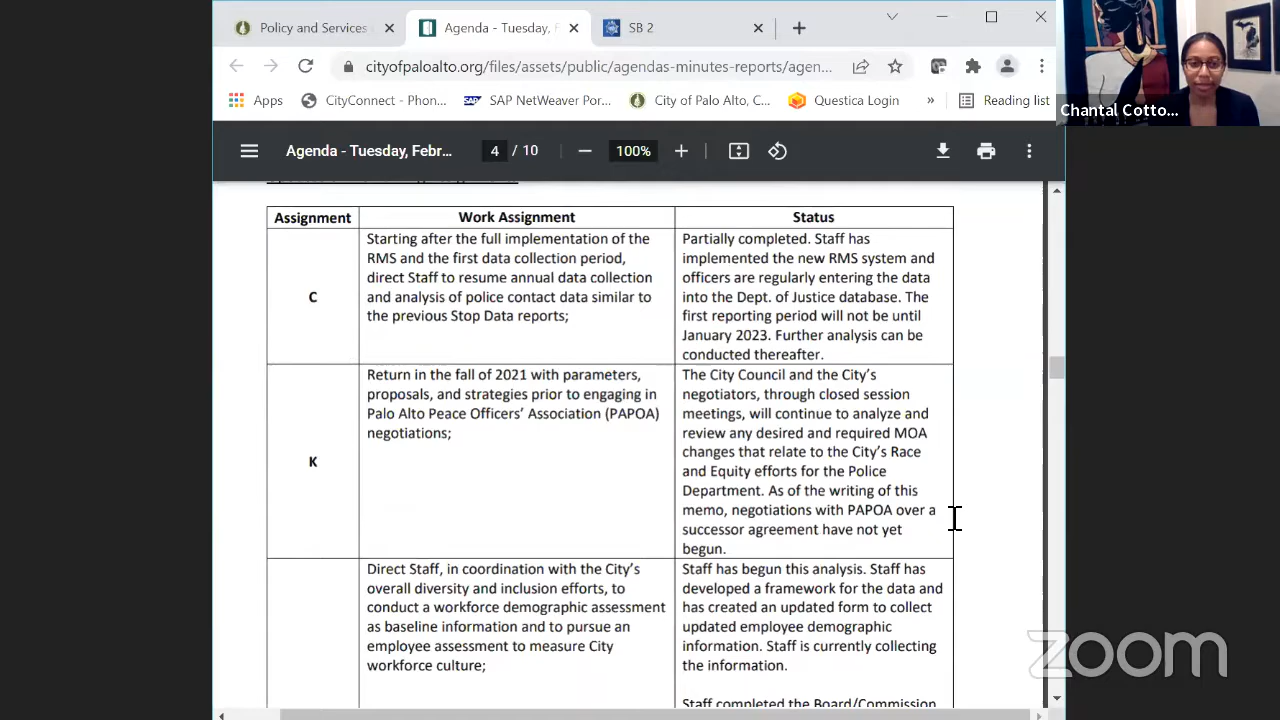 Policy and Services
Agenda - Tuesday, F
SB 2
cityofpaloalto.org/files/assets/public/agendas-minutes-reports/agen...
Apps
CityConnect - Phon...
SAP NetWeaver Por...
City of Palo Alto, C...
Questica Login
»
Reading list
Chantal Cotto...
Agenda - Tuesday, Febr...
4 / 10
100%
Assignment Work Assignment Status
C
Starting after the full implementation of the
RMS and the first data collection period,
direct Staff to resume annual data collection
and analysis of police contact data similar to
the previous Stop Data reports;
Partially completed. Staff has
implemented the new RMS system and
officers are regularly entering the data
into the Dept. of Justice database. The
first reporting period will not be until
January 2023. Further analysis can be
conducted thereafter.
K
Return in the fall of 2021 with parameters,
proposals, and strategies prior to engaging in
Palo Alto Peace Officers' Association (PAPOA)
negotiations;
The City Council and the City's
negotiators, through closed session
meetings, will continue to analyze and
review any desired and required MOA
changes that relate to the City's Race
and Equity efforts for the Police
Department. As of the writing of this
memo, negotiations with PAPOA over a
successor agreement have not yet
begun.
Direct Staff, in coordination with the City's
overall diversity and inclusion efforts, to
conduct a workforce demographic assessment
as baseline information and to pursue an
employee assessment to measure City
workforce culture;
Staff has begun this analysis. Staff has
developed a framework for the data and
has created an updated form to collect
updated employee demographic
information. Staff is currently collecting
the information.
Staff completed the Board/Commission
zoom